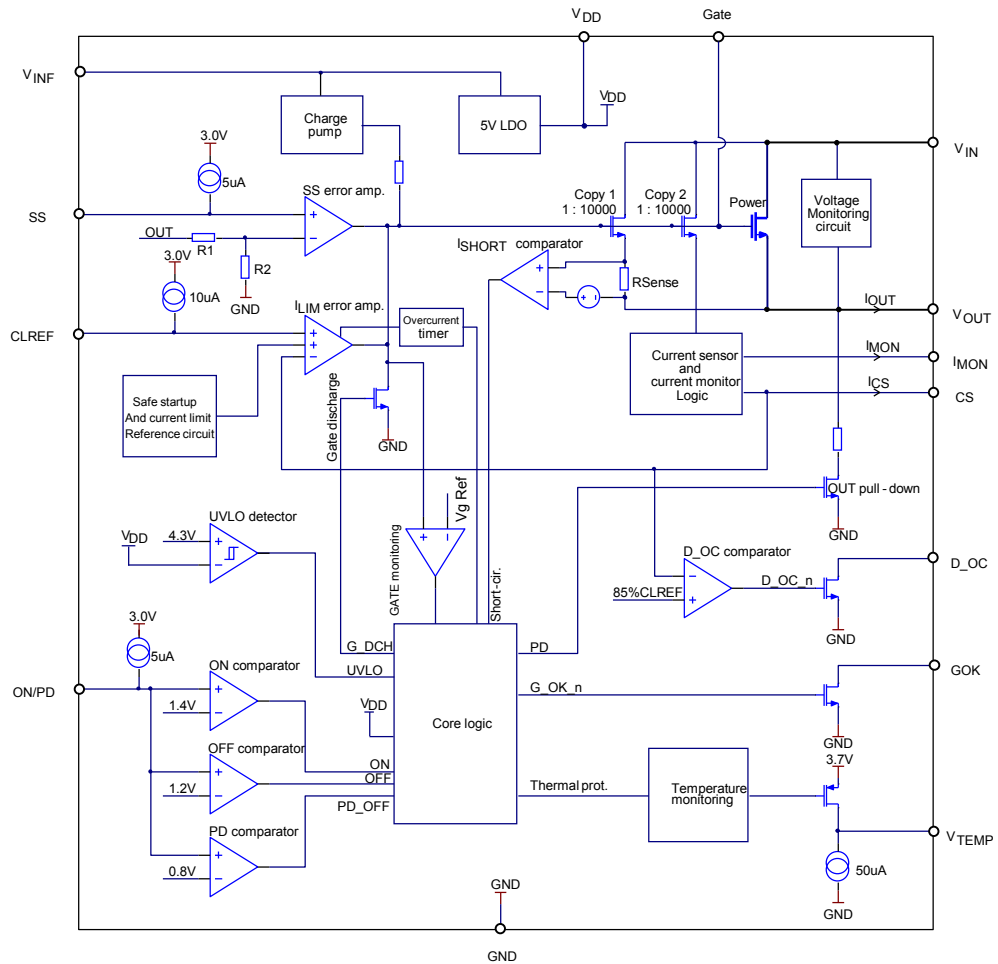 VDD
Gate
VINF
Charge
pump
5V LDO
VDD
VIN
3.0V
5uA
SS error amp.
SS
+
−
OUT
R1
R2
GND
3.0V
10uA
Copy 1
1 : 10000
Copy 2
1 : 10000
Power
Voltage
Monitoring
circuit
ISHORT comparator
+
−
RSense
+ −
IOUT
VOUT
ILIM error amp.
CLREF
+
+
−
Overcurrent
timer
Safe startup
And current limit
Reference circuit
Gate discharge
GND
Current sensor
and
current monitor
Logic
IMON
IMON
ICS
CS
OUT pull - down
GND
UVLO detector
VDD
4.3V
+
−
GATE monitoring
+
−
Vg Ref
Short-cir.
D_OC comparator
−
+
85%CLREF
D_OC_n
D_OC
GND
3.0V
5uA
ON/PD
ON comparator
+
−
1.4V
OFF comparator
+
−
1.2V
PD comparator
+
−
0.8V
G_DCH
UVLO
VDD
ON
OFF
PD_OFF
Core logic
PD
G_OK_n
GOK
GND
Thermal prot.
Temperature
monitoring
3.7V
VTEMP
50uA
GND
GND
GND